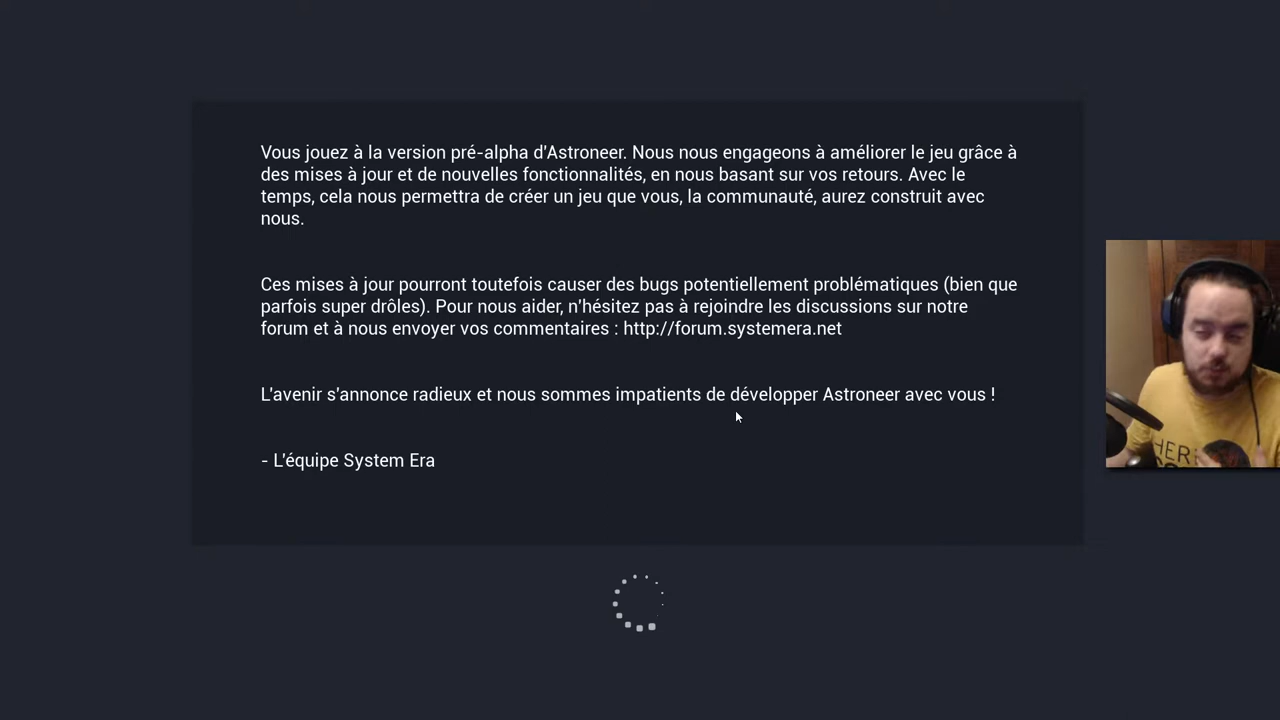 Vous jouez à la version pré-alpha d'Astroneer. Nous nous engageons à améliorer le jeu grâce à
des mises à jour et de nouvelles fonctionnalités, en nous basant sur vos retours. Avec le
temps, cela nous permettra de créer un jeu que vous, la communauté, aurez construit avec
nous.
Ces mises à jour pourront toutefois causer des bugs potentiellement problématiques (bien que
parfois super drôles). Pour nous aider, n'hésitez pas à rejoindre les discussions sur notre
forum et à nous envoyer vos commentaires : http://forum.systemera.net
L'avenir s'annonce radieux et nous sommes impatients de développer Astroneer avec vous !
- L'équipe System Era